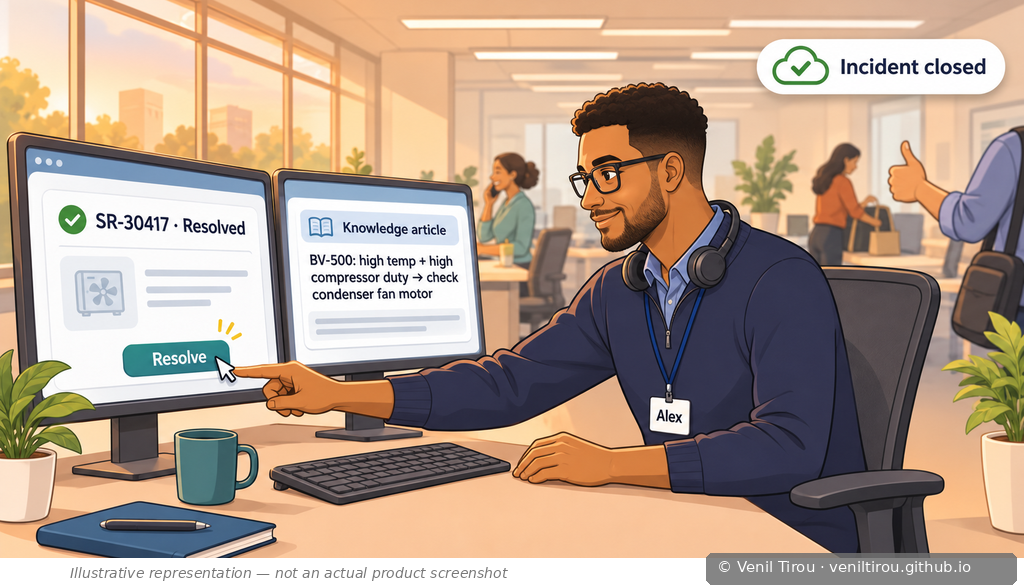 Incident closed
SR-30417 · Resolved
Resolve
Knowledge article
BV-500: high temp + high
compressor duty → check
condenser fan motor
Alex
Illustrative representation — not an actual product screenshot
© Venil Tirou · veniltirou.github.io